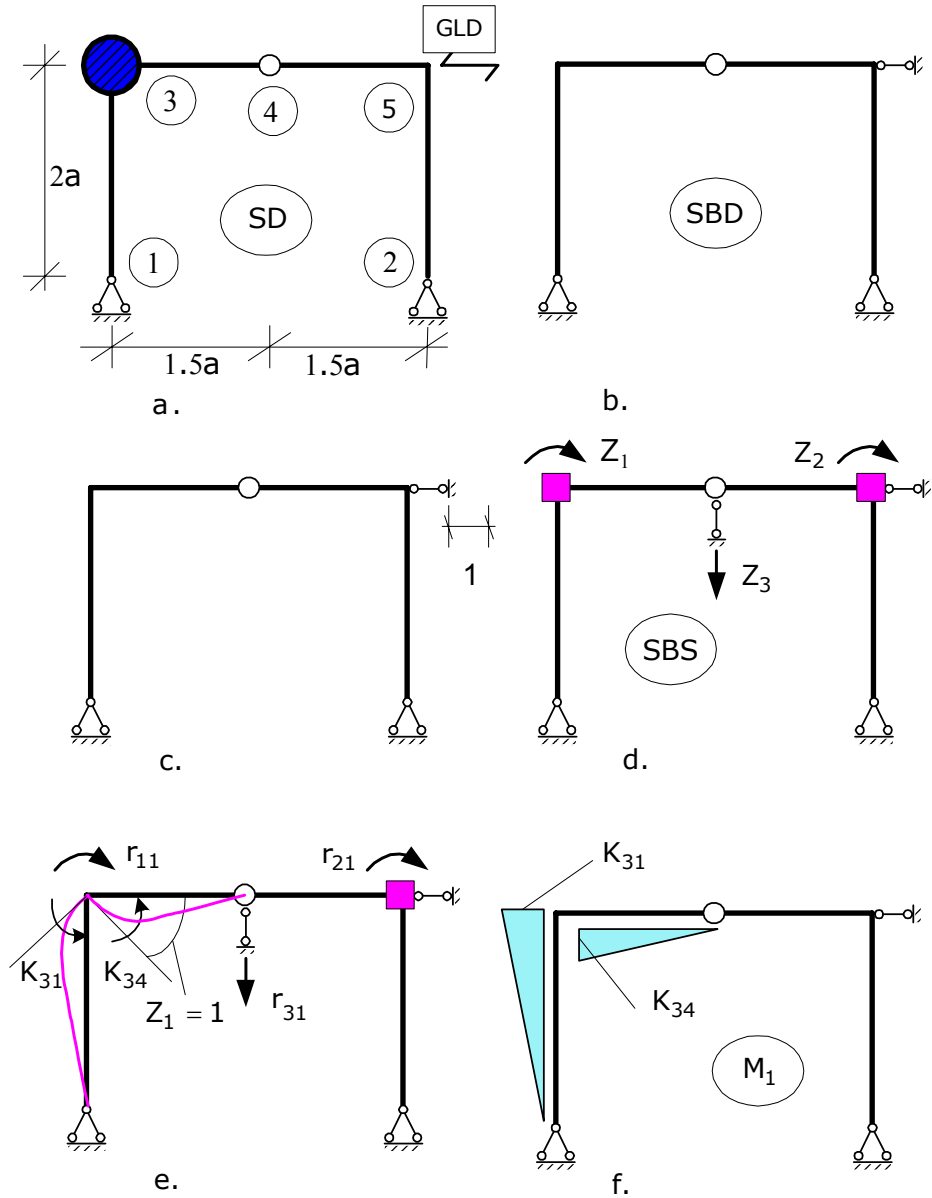 GLD
3
4
5
2a
SD
1
2
1.5a
1.5a
a.
SBD
b.
1
c.
Z1
Z2
Z3
SBS
d.
r11
r21
K31
K34
Z1 = 1
r31
e.
K31
K34
M1
f.